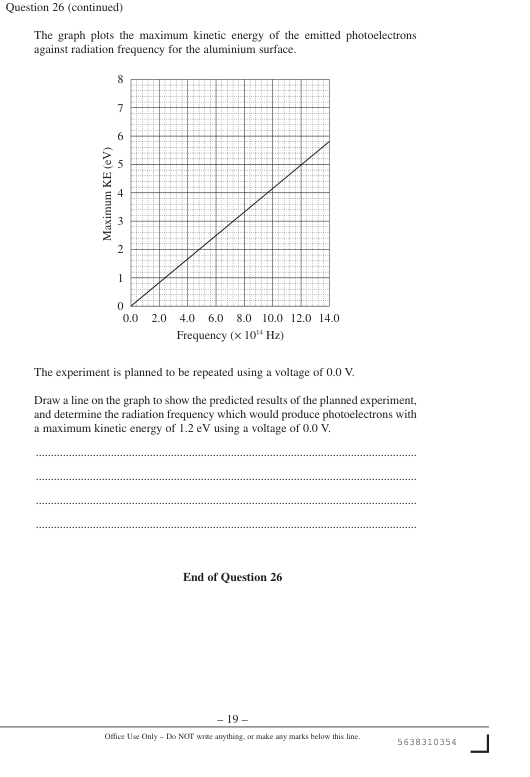 Question 26 (continued)
The graph plots the maximum kinetic energy of the emitted photoelectrons
against radiation frequency for the aluminium surface.
8
7
6
5
4
3
2
1
0
Maximum KE (eV)
0.0 2.0 4.0 6.0 8.0 10.0 12.0 14.0
Frequency (× 10¹⁴ Hz)
The experiment is planned to be repeated using a voltage of 0.0 V.
Draw a line on the graph to show the predicted results of the planned experiment,
and determine the radiation frequency which would produce photoelectrons with
a maximum kinetic energy of 1.2 eV using a voltage of 0.0 V.
End of Question 26
– 19 –
Office Use Only – Do NOT write anything, or make any marks below this line.
5638310354